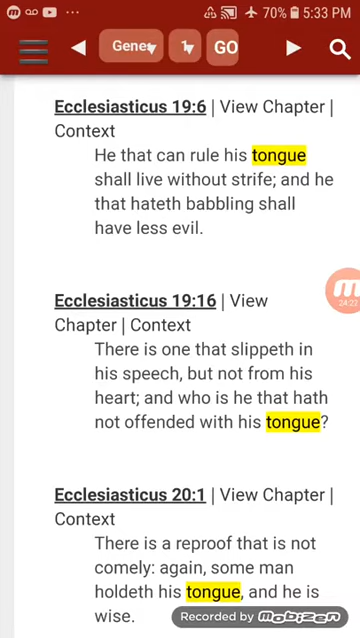 70% 5:33 PM
Gene 1 GO
Ecclesiasticus 19:6 | View Chapter |
Context
He that can rule his tongue
shall live without strife; and he
that hateth babbling shall
have less evil.
24:27
Ecclesiasticus 19:16 | View
Chapter | Context
There is one that slippeth in
his speech, but not from his
heart; and who is he that hath
not offended with his tongue?
Ecclesiasticus 20:1 | View Chapter |
Context
There is a reproof that is not
comely: again, some man
holdeth his tongue, and he is
wise.
Recorded by Mobizen